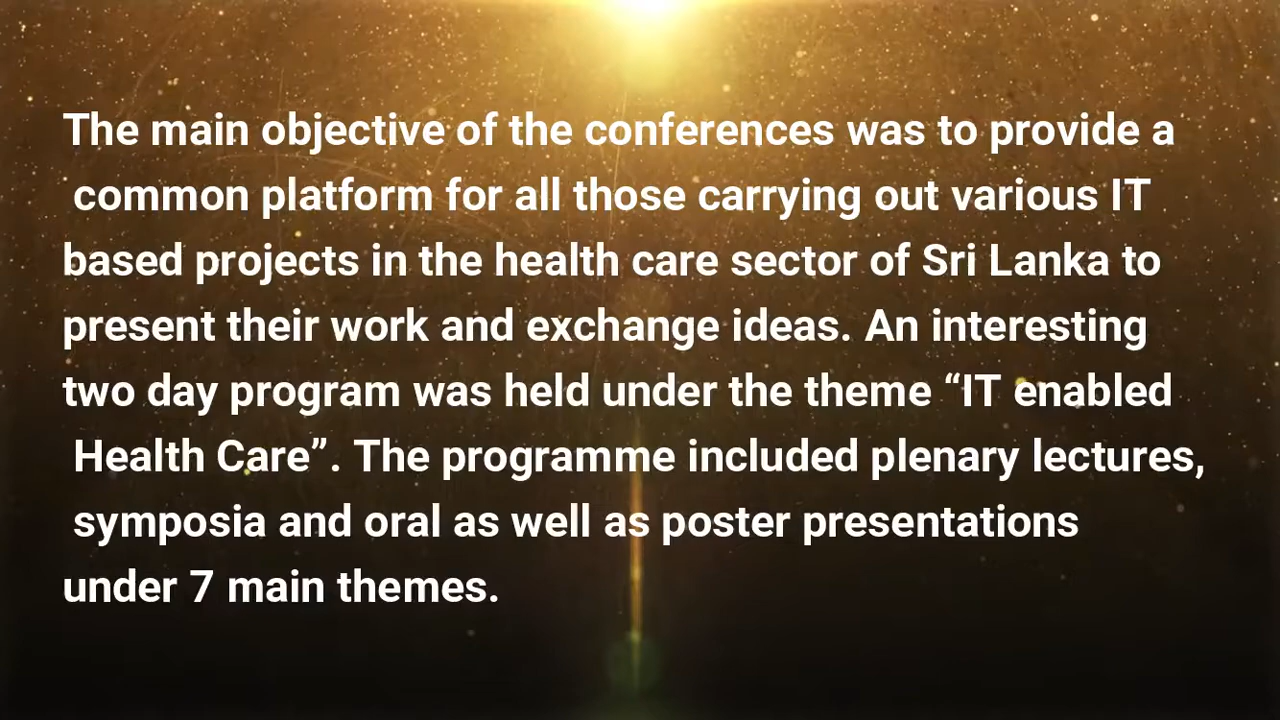 The main objective of the conferences was to provide a
common platform for all those carrying out various IT
based projects in the health care sector of Sri Lanka to
present their work and exchange ideas. An interesting
two day program was held under the theme “IT enabled
Health Care”. The programme included plenary lectures,
symposia and oral as well as poster presentations
under 7 main themes.